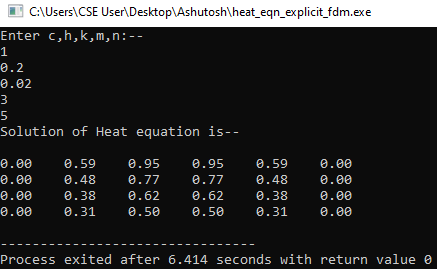 C:\Users\CSE User\Desktop\Ashutosh\heat_eqn_explicit_fdm.exe
Enter c,h,k,m,n:--
1
0.2
0.02
3
5
Solution of Heat equation is--
0.00 0.59 0.95 0.95 0.59 0.00
0.00 0.48 0.77 0.77 0.48 0.00
0.00 0.38 0.62 0.62 0.38 0.00
0.00 0.31 0.50 0.50 0.31 0.00
--------------------------------
Process exited after 6.414 seconds with return value 0